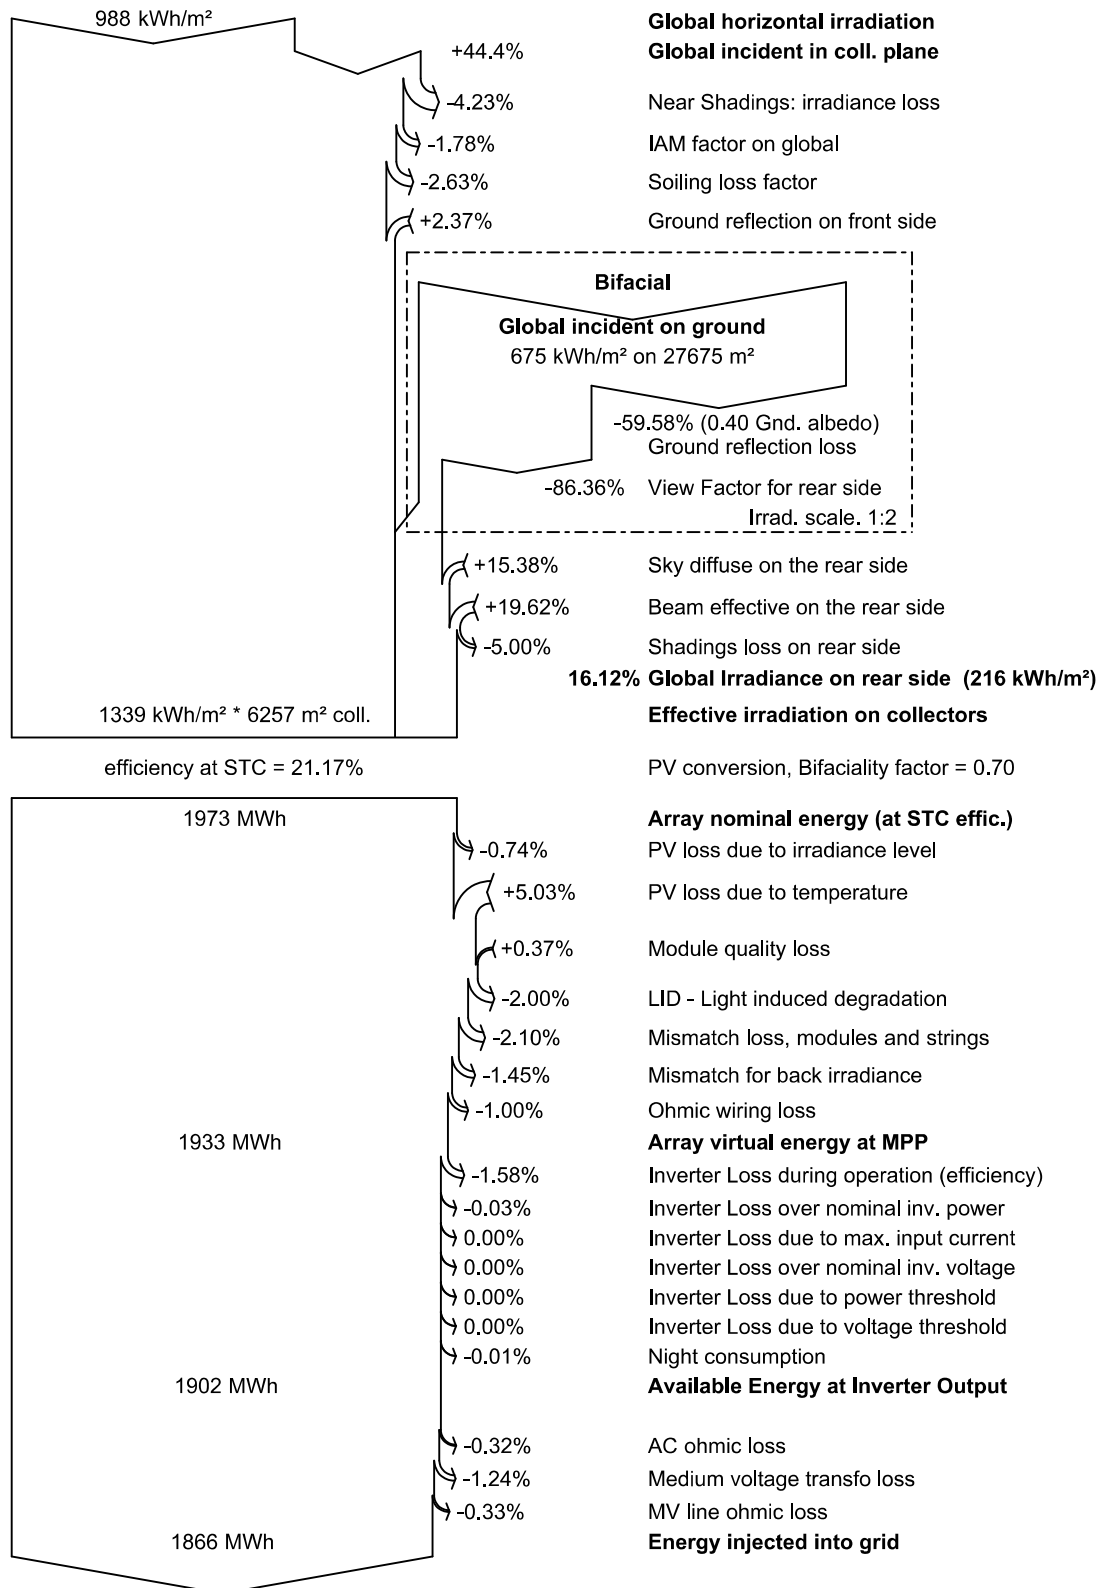 988 kWh/m² Global horizontal irradiation
+44.4% Global incident in coll. plane
-4.23% Near Shadings: irradiance loss
-1.78% IAM factor on global
-2.63% Soiling loss factor
+2.37% Ground reflection on front side
Bifacial
Global incident on ground
675 kWh/m² on 27675 m²
-59.58% (0.40 Gnd. albedo)
Ground reflection loss
-86.36% View Factor for rear side
Irrad. scale. 1:2
+15.38% Sky diffuse on the rear side
+19.62% Beam effective on the rear side
-5.00% Shadings loss on rear side
16.12% Global Irradiance on rear side (216 kWh/m²)
1339 kWh/m² * 6257 m² coll. Effective irradiation on collectors
efficiency at STC = 21.17% PV conversion, Bifaciality factor = 0.70
1973 MWh Array nominal energy (at STC effic.)
-0.74% PV loss due to irradiance level
+5.03% PV loss due to temperature
+0.37% Module quality loss
-2.00% LID - Light induced degradation
-2.10% Mismatch loss, modules and strings
-1.45% Mismatch for back irradiance
-1.00% Ohmic wiring loss
1933 MWh Array virtual energy at MPP
-1.58% Inverter Loss during operation (efficiency)
-0.03% Inverter Loss over nominal inv. power
0.00% Inverter Loss due to max. input current
0.00% Inverter Loss over nominal inv. voltage
0.00% Inverter Loss due to power threshold
0.00% Inverter Loss due to voltage threshold
-0.01% Night consumption
1902 MWh Available Energy at Inverter Output
-0.32% AC ohmic loss
-1.24% Medium voltage transfo loss
-0.33% MV line ohmic loss
1866 MWh Energy injected into grid